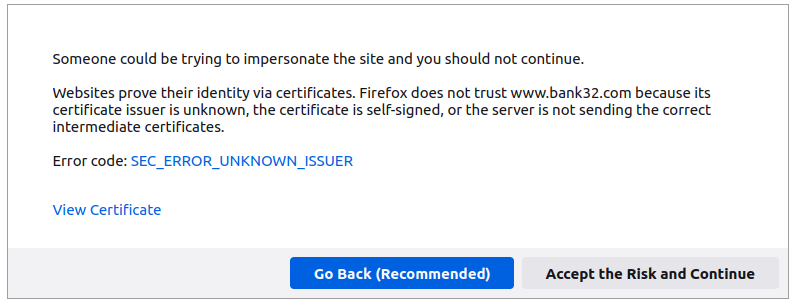 Someone could be trying to impersonate the site and you should not continue.
Websites prove their identity via certificates. Firefox does not trust www.bank32.com because its
certificate issuer is unknown, the certificate is self-signed, or the server is not sending the correct
intermediate certificates.
Error code: SEC_ERROR_UNKNOWN_ISSUER
View Certificate
Go Back (Recommended)
Accept the Risk and Continue